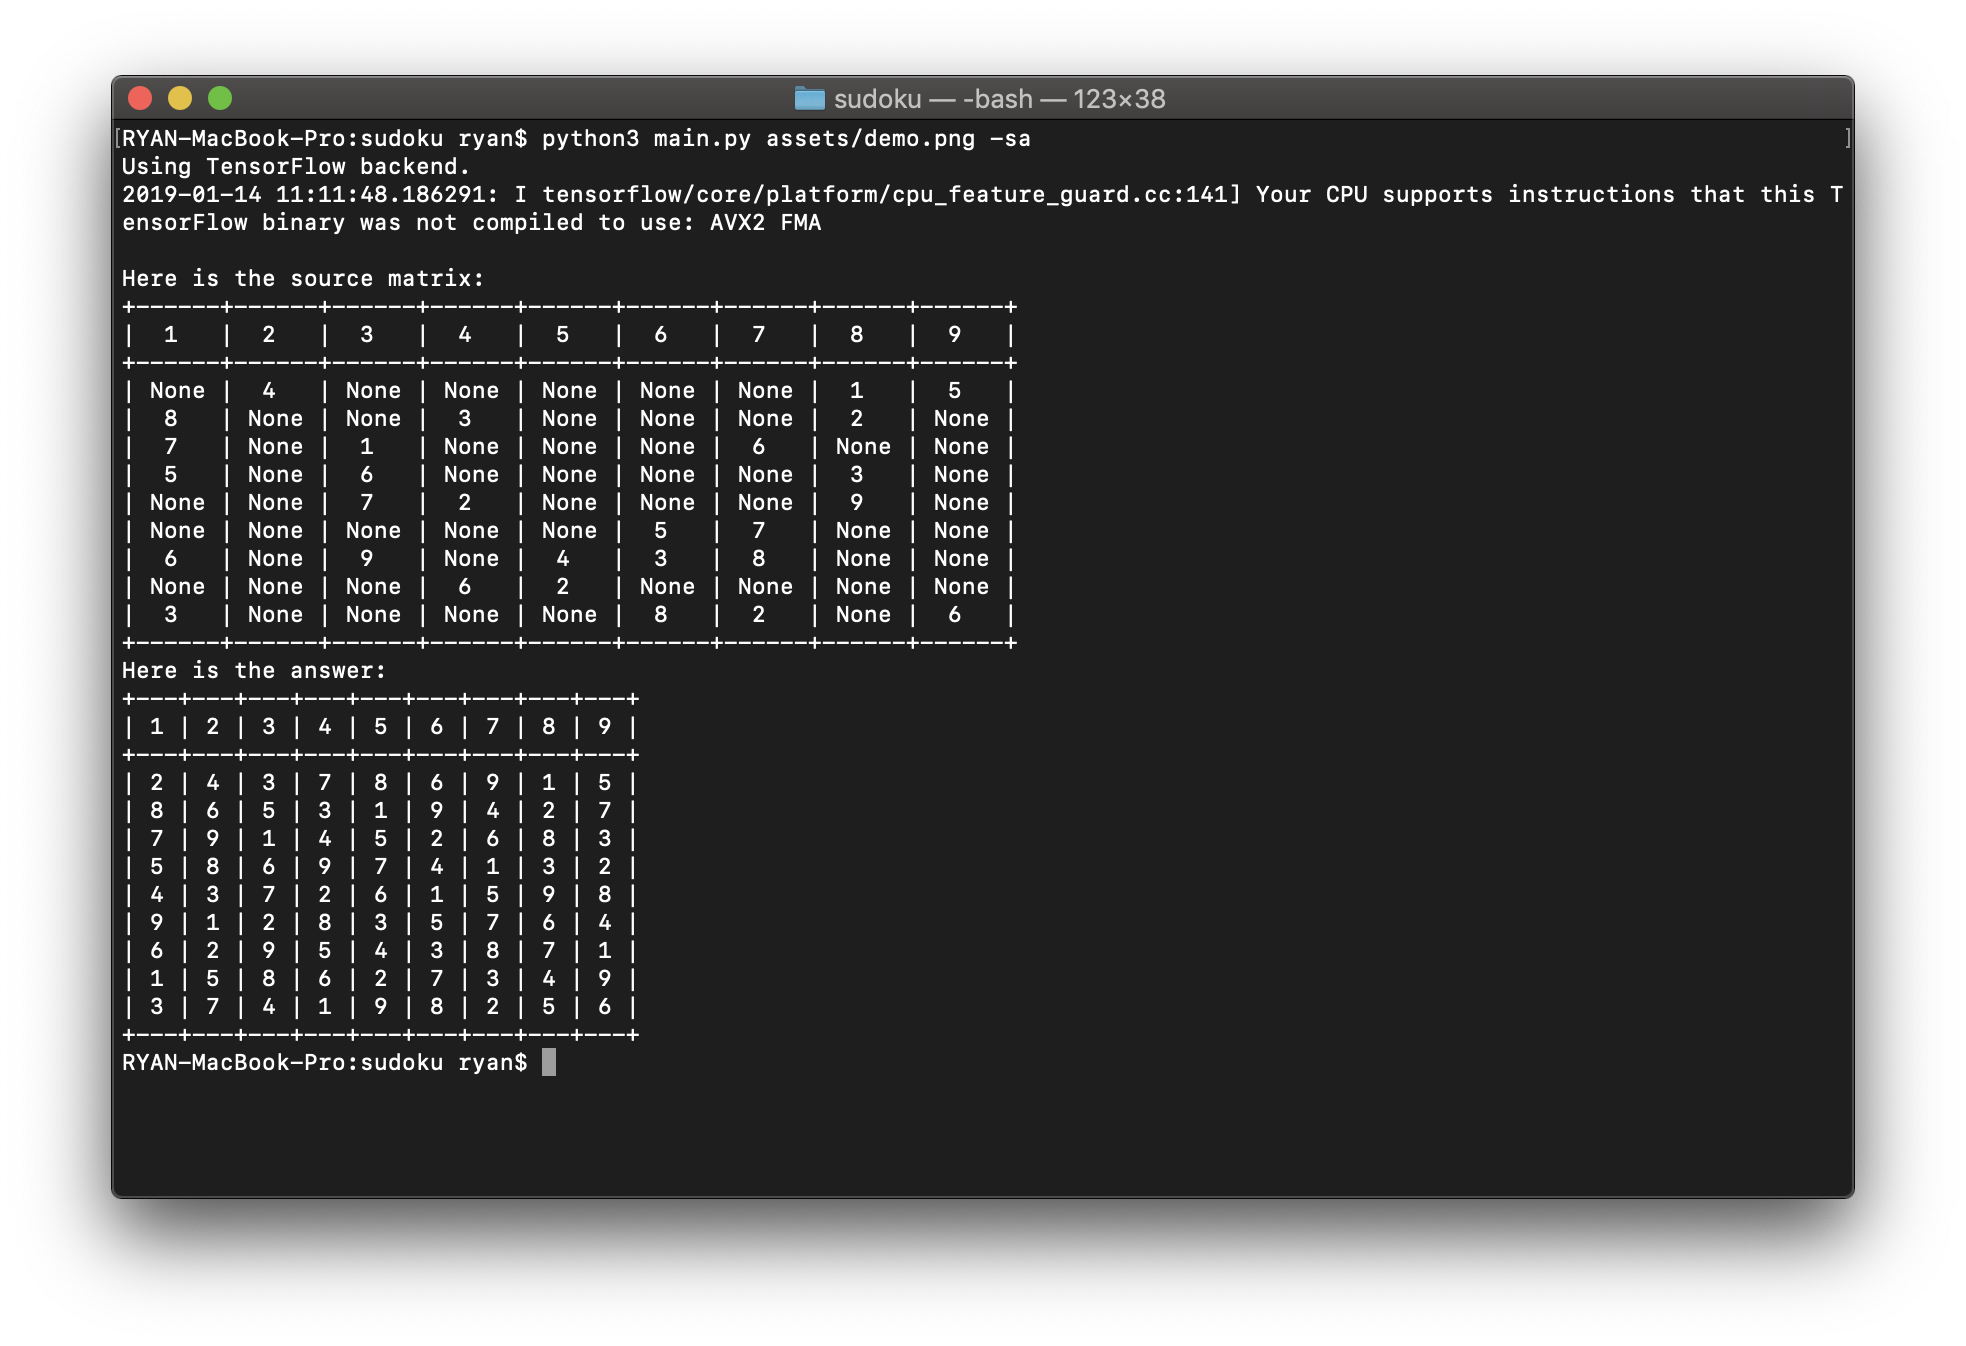 sudoku — -bash — 123×38
[RYAN-MacBook-Pro:sudoku ryan$ python3 main.py assets/demo.png -sa ]
Using TensorFlow backend.
2019-01-14 11:11:48.186291: I tensorflow/core/platform/cpu_feature_guard.cc:141] Your CPU supports instructions that this T
ensorFlow binary was not compiled to use: AVX2 FMA
Here is the source matrix:
+------+------+------+------+------+------+------+------+------+
|  1   |  2   |  3   |  4   |  5   |  6   |  7   |  8   |  9   |
+------+------+------+------+------+------+------+------+------+
| None |  4   | None | None | None | None | None |  1   |  5   |
|  8   | None | None |  3   | None | None | None |  2   | None |
|  7   | None |  1   | None | None | None |  6   | None | None |
|  5   | None |  6   | None | None | None | None |  3   | None |
| None | None |  7   |  2   | None | None | None |  9   | None |
| None | None | None | None | None |  5   |  7   | None | None |
|  6   | None |  9   | None |  4   |  3   |  8   | None | None |
| None | None | None |  6   |  2   | None | None | None | None |
|  3   | None | None | None | None |  8   |  2   | None |  6   |
+------+------+------+------+------+------+------+------+------+
Here is the answer:
+---+---+---+---+---+---+---+---+---+
| 1 | 2 | 3 | 4 | 5 | 6 | 7 | 8 | 9 |
+---+---+---+---+---+---+---+---+---+
| 2 | 4 | 3 | 7 | 8 | 6 | 9 | 1 | 5 |
| 8 | 6 | 5 | 3 | 1 | 9 | 4 | 2 | 7 |
| 7 | 9 | 1 | 4 | 5 | 2 | 6 | 8 | 3 |
| 5 | 8 | 6 | 9 | 7 | 4 | 1 | 3 | 2 |
| 4 | 3 | 7 | 2 | 6 | 1 | 5 | 9 | 8 |
| 9 | 1 | 2 | 8 | 3 | 5 | 7 | 6 | 4 |
| 6 | 2 | 9 | 5 | 4 | 3 | 8 | 7 | 1 |
| 1 | 5 | 8 | 6 | 2 | 7 | 3 | 4 | 9 |
| 3 | 7 | 4 | 1 | 9 | 8 | 2 | 5 | 6 |
+---+---+---+---+---+---+---+---+---+
RYAN-MacBook-Pro:sudoku ryan$